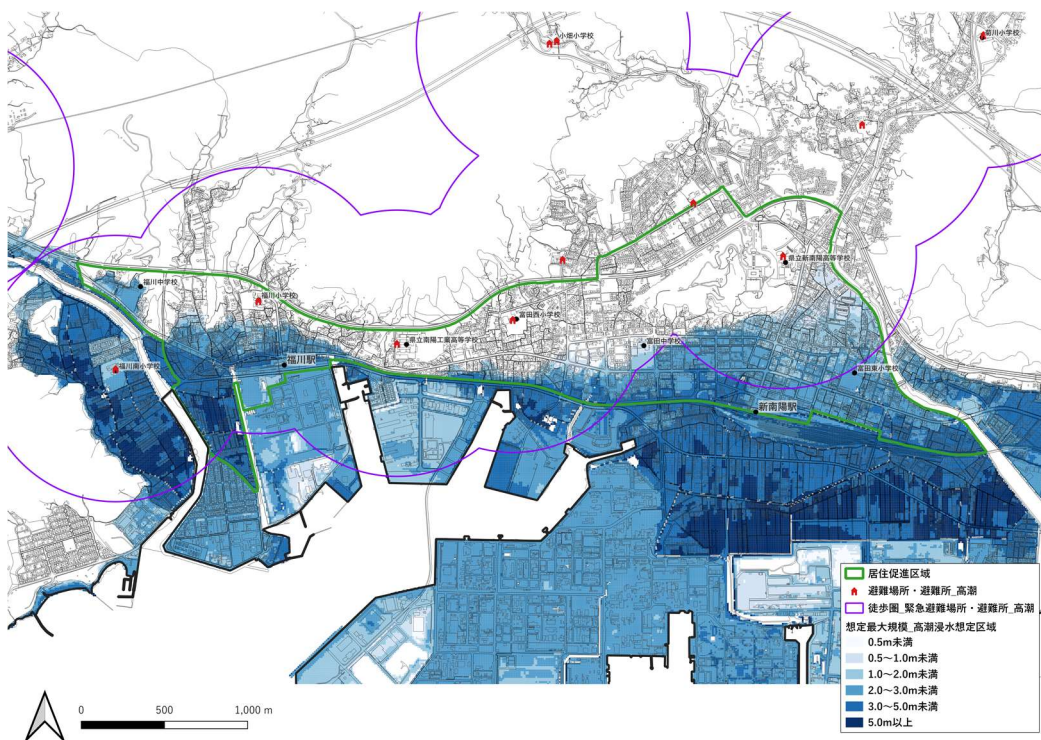 小畑小学校
菊川小学校
県立新南陽高等学校
福川中学校
福川小学校
富田西小学校
県立南陽工業高等学校
富田中学校
福川駅
福川南小学校
富田東小学校
新南陽駅
居住促進区域
避難場所・避難所_高潮
徒歩圏_緊急避難場所・避難所_高潮
想定最大規模_高潮浸水想定区域
0.5m未満
0.5～1.0m未満
1.0～2.0m未満
2.0～3.0m未満
3.0～5.0m未満
5.0m以上
0 500 1,000 m